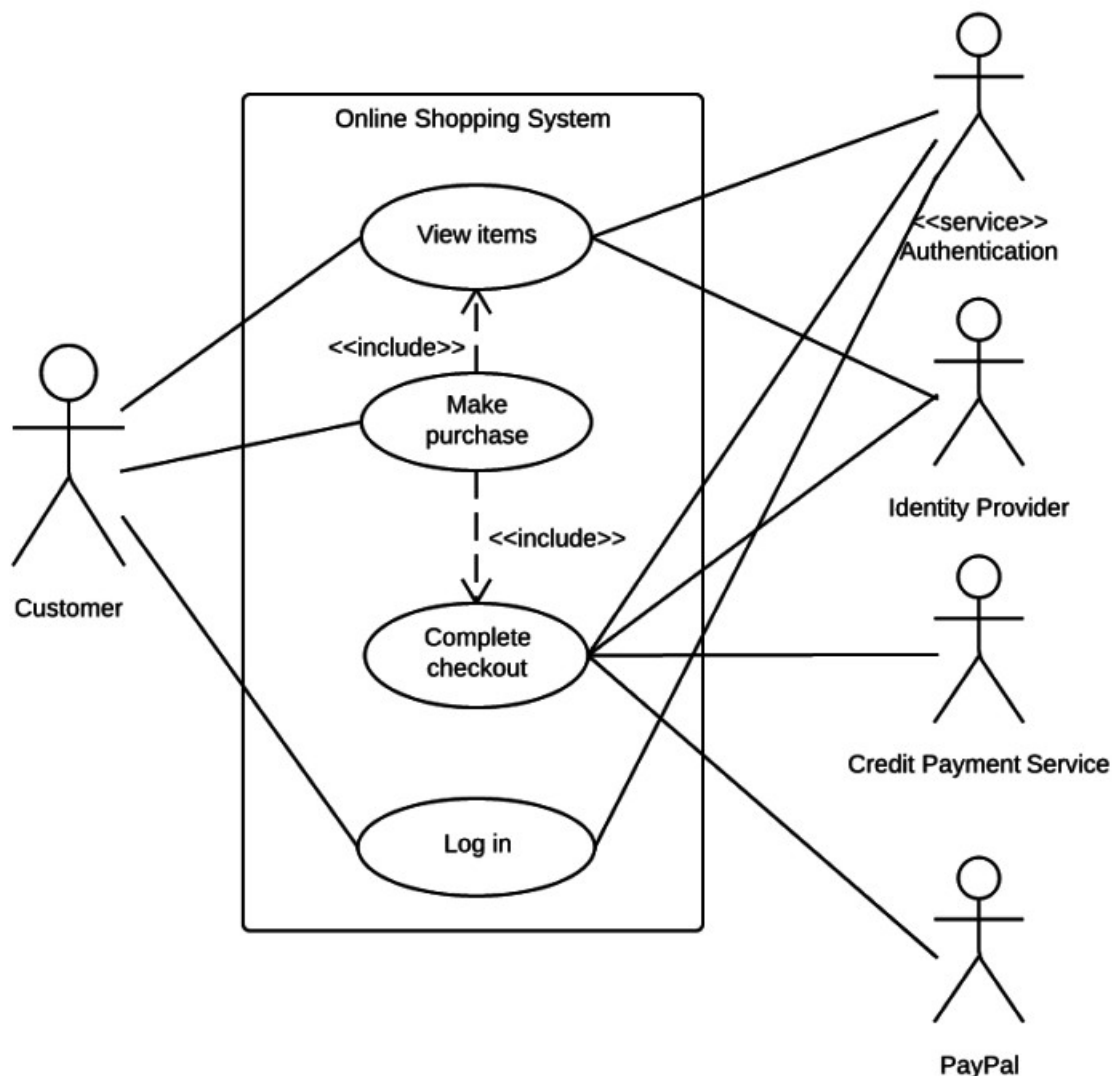 Online Shopping System
View items
<<include>>
Make
purchase
<<include>>
Complete
checkout
Log in
Customer
<<service>>
Authentication
Identity Provider
Credit Payment Service
PayPal